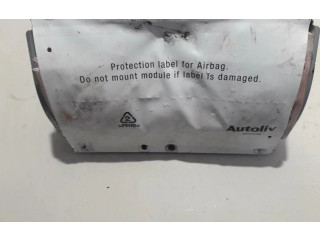 Protection label for Airbag.
Do not mount module if label is damaged.
Autoliv